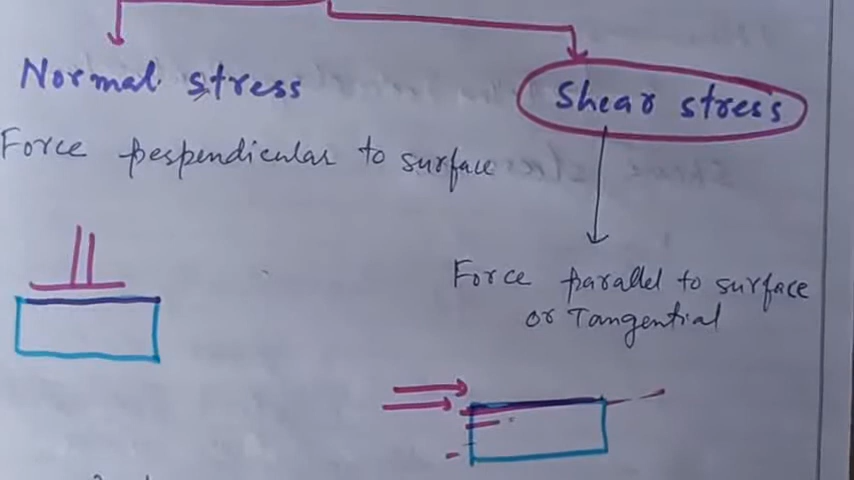 Normal stress
Shear stress
Force perpendicular to surface
Force parallel to surface
or Tangential